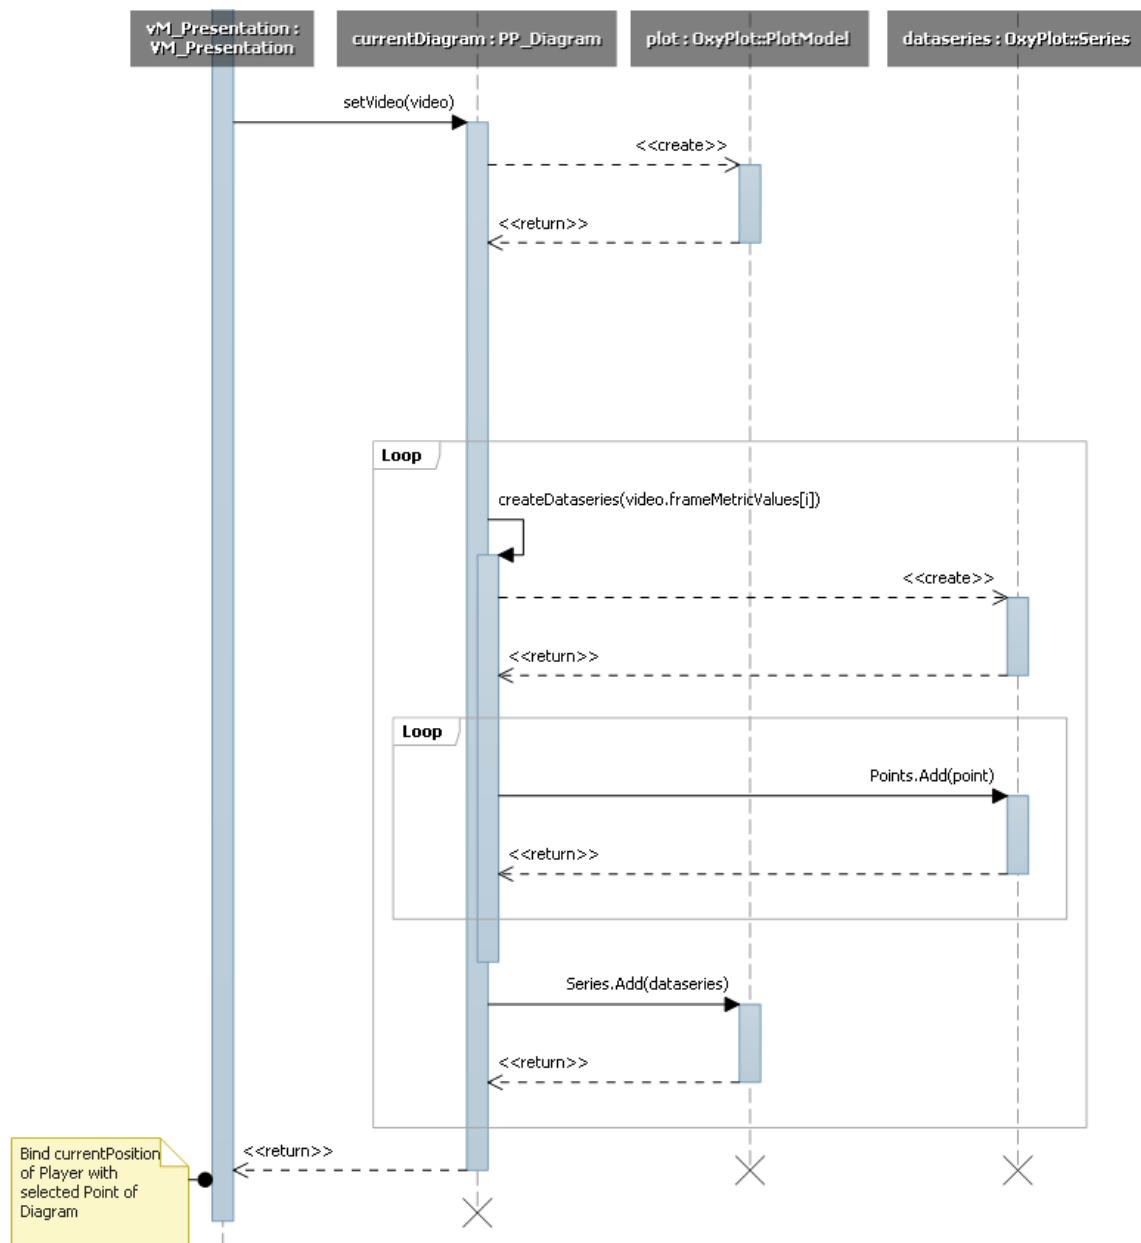 vM_Presentation :
VM_Presentation
currentDiagram : PP_Diagram
plot : OxyPlot::PlotModel
dataseries : OxyPlot::Series
setVideo(video)
<<create>>
<<return>>
Loop
createDataseries(video.frameMetricValues[i])
<<create>>
<<return>>
Loop
Points.Add(point)
<<return>>
Series.Add(dataseries)
<<return>>
<<return>>
Bind currentPosition
of Player with
selected Point of
Diagram